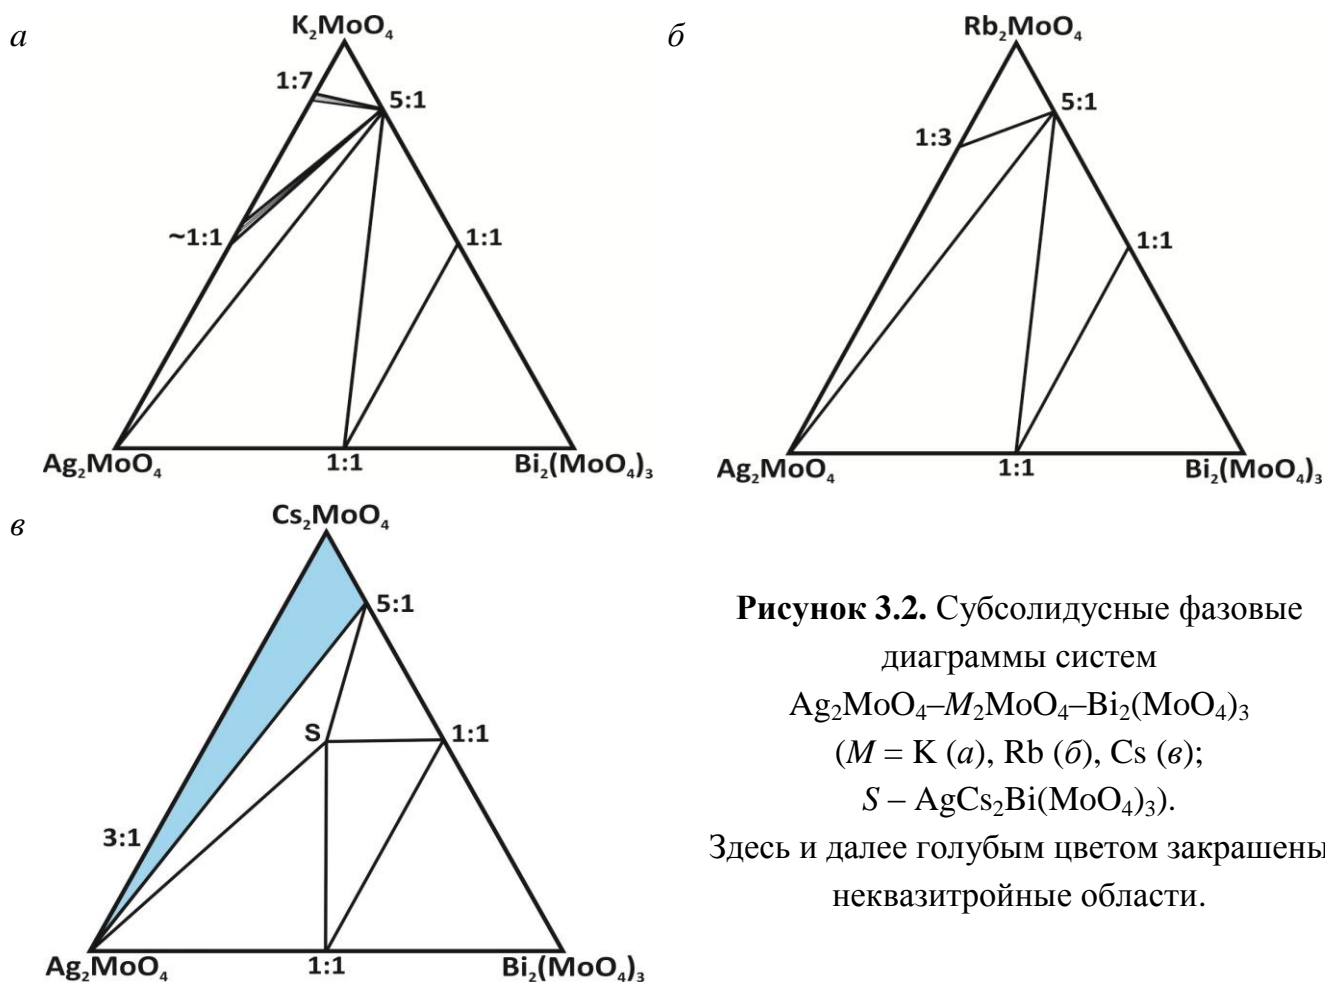 а
K₂MoO₄
1:7
5:1
~1:1
1:1
Ag₂MoO₄
1:1
Bi₂(MoO₄)₃
б
Rb₂MoO₄
5:1
1:3
1:1
Ag₂MoO₄
1:1
Bi₂(MoO₄)₃
в
Cs₂MoO₄
5:1
S
1:1
3:1
Ag₂MoO₄
1:1
Bi₂(MoO₄)₃
Рисунок 3.2. Субсолидусные фазовые
диаграммы систем
Ag₂MoO₄–M₂MoO₄–Bi₂(MoO₄)₃
(M = K (а), Rb (б), Cs (в);
S – AgCs₂Bi(MoO₄)₃).
Здесь и далее голубым цветом закрашены
неквазитройные области.